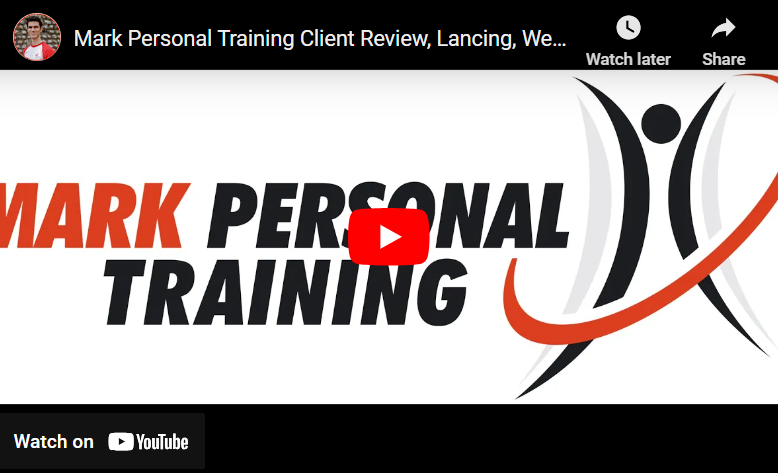 Mark Personal Training Client Review, Lancing, We...
Watch later
Share
MARK PERSONAL
TRAINING
Watch on YouTube